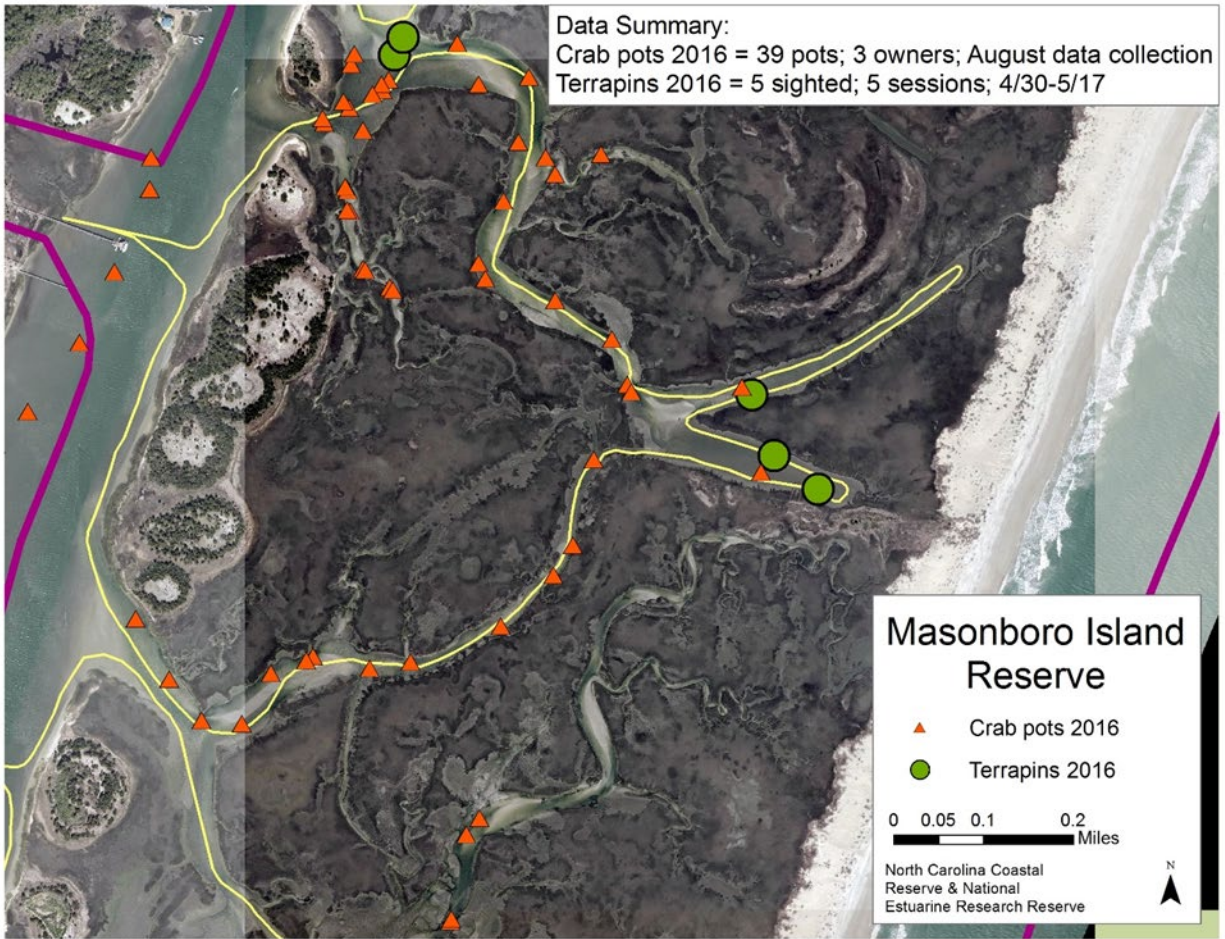 Data Summary:
Crab pots 2016 = 39 pots; 3 owners; August data collection
Terrapins 2016 = 5 sighted; 5 sessions; 4/30-5/17
Masonboro Island
Reserve
Crab pots 2016
Terrapins 2016
0 0.05 0.1 0.2
Miles
North Carolina Coastal
Reserve & National
Estuarine Research Reserve
N